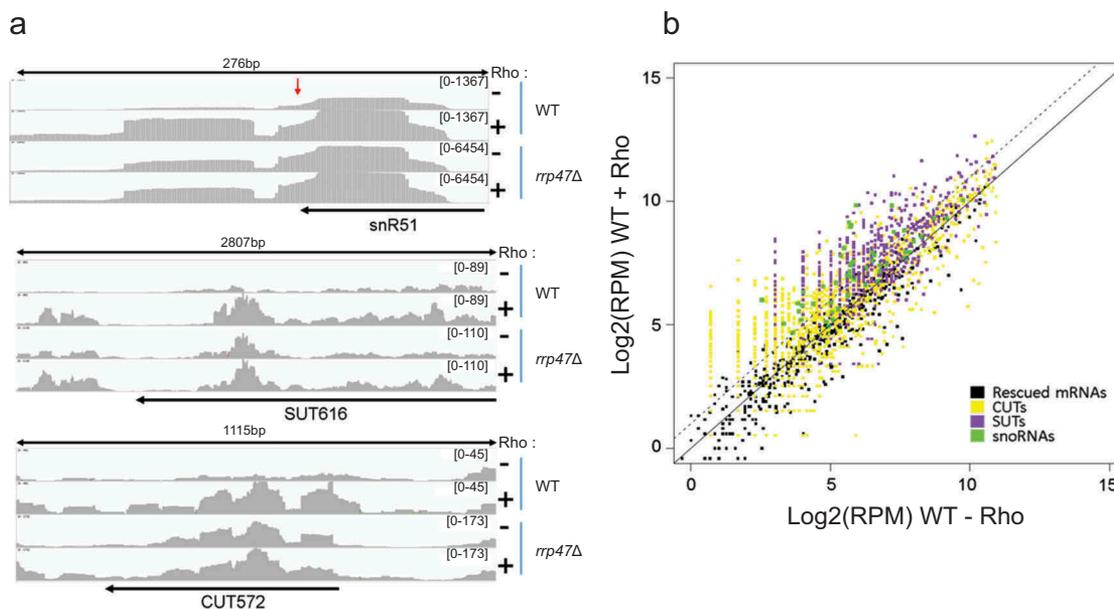 a
276bp
Rho :
[0-1367]
-
WT
[0-1367]
+
[0-6454]
-
rrp47Δ
[0-6454]
+
snR51
2807bp
Rho :
[0-89]
-
WT
[0-89]
+
[0-110]
-
rrp47Δ
[0-110]
+
SUT616
1115bp
Rho :
[0-45]
-
WT
[0-45]
+
[0-173]
-
rrp47Δ
[0-173]
+
CUT572
b
Log2(RPM) WT + Rho
15
10
5
0
Rescued mRNAs
CUTs
SUTs
snoRNAs
0 5 10 15
Log2(RPM) WT - Rho